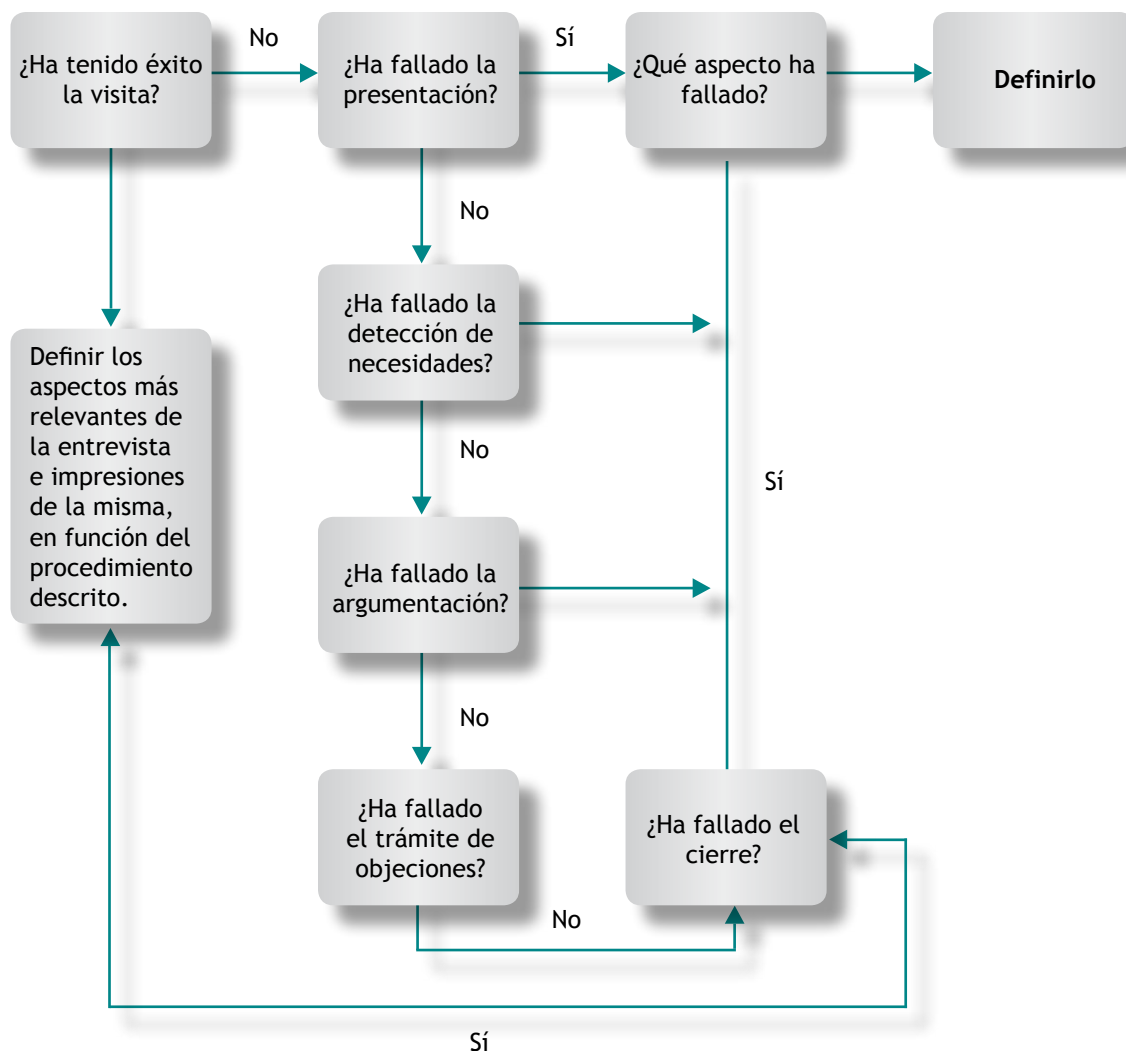 ¿Ha tenido éxito
la visita?
No
¿Ha fallado la
presentación?
Sí
¿Qué aspecto ha
fallado?
Definirlo
No
¿Ha fallado la
detección de
necesidades?
Definir los
aspectos más
relevantes de
la entrevista
e impresiones
de la misma,
en función del
procedimiento
descrito.
No
Sí
¿Ha fallado la
argumentación?
No
¿Ha fallado
el trámite de
objeciones?
¿Ha fallado el
cierre?
No
Sí